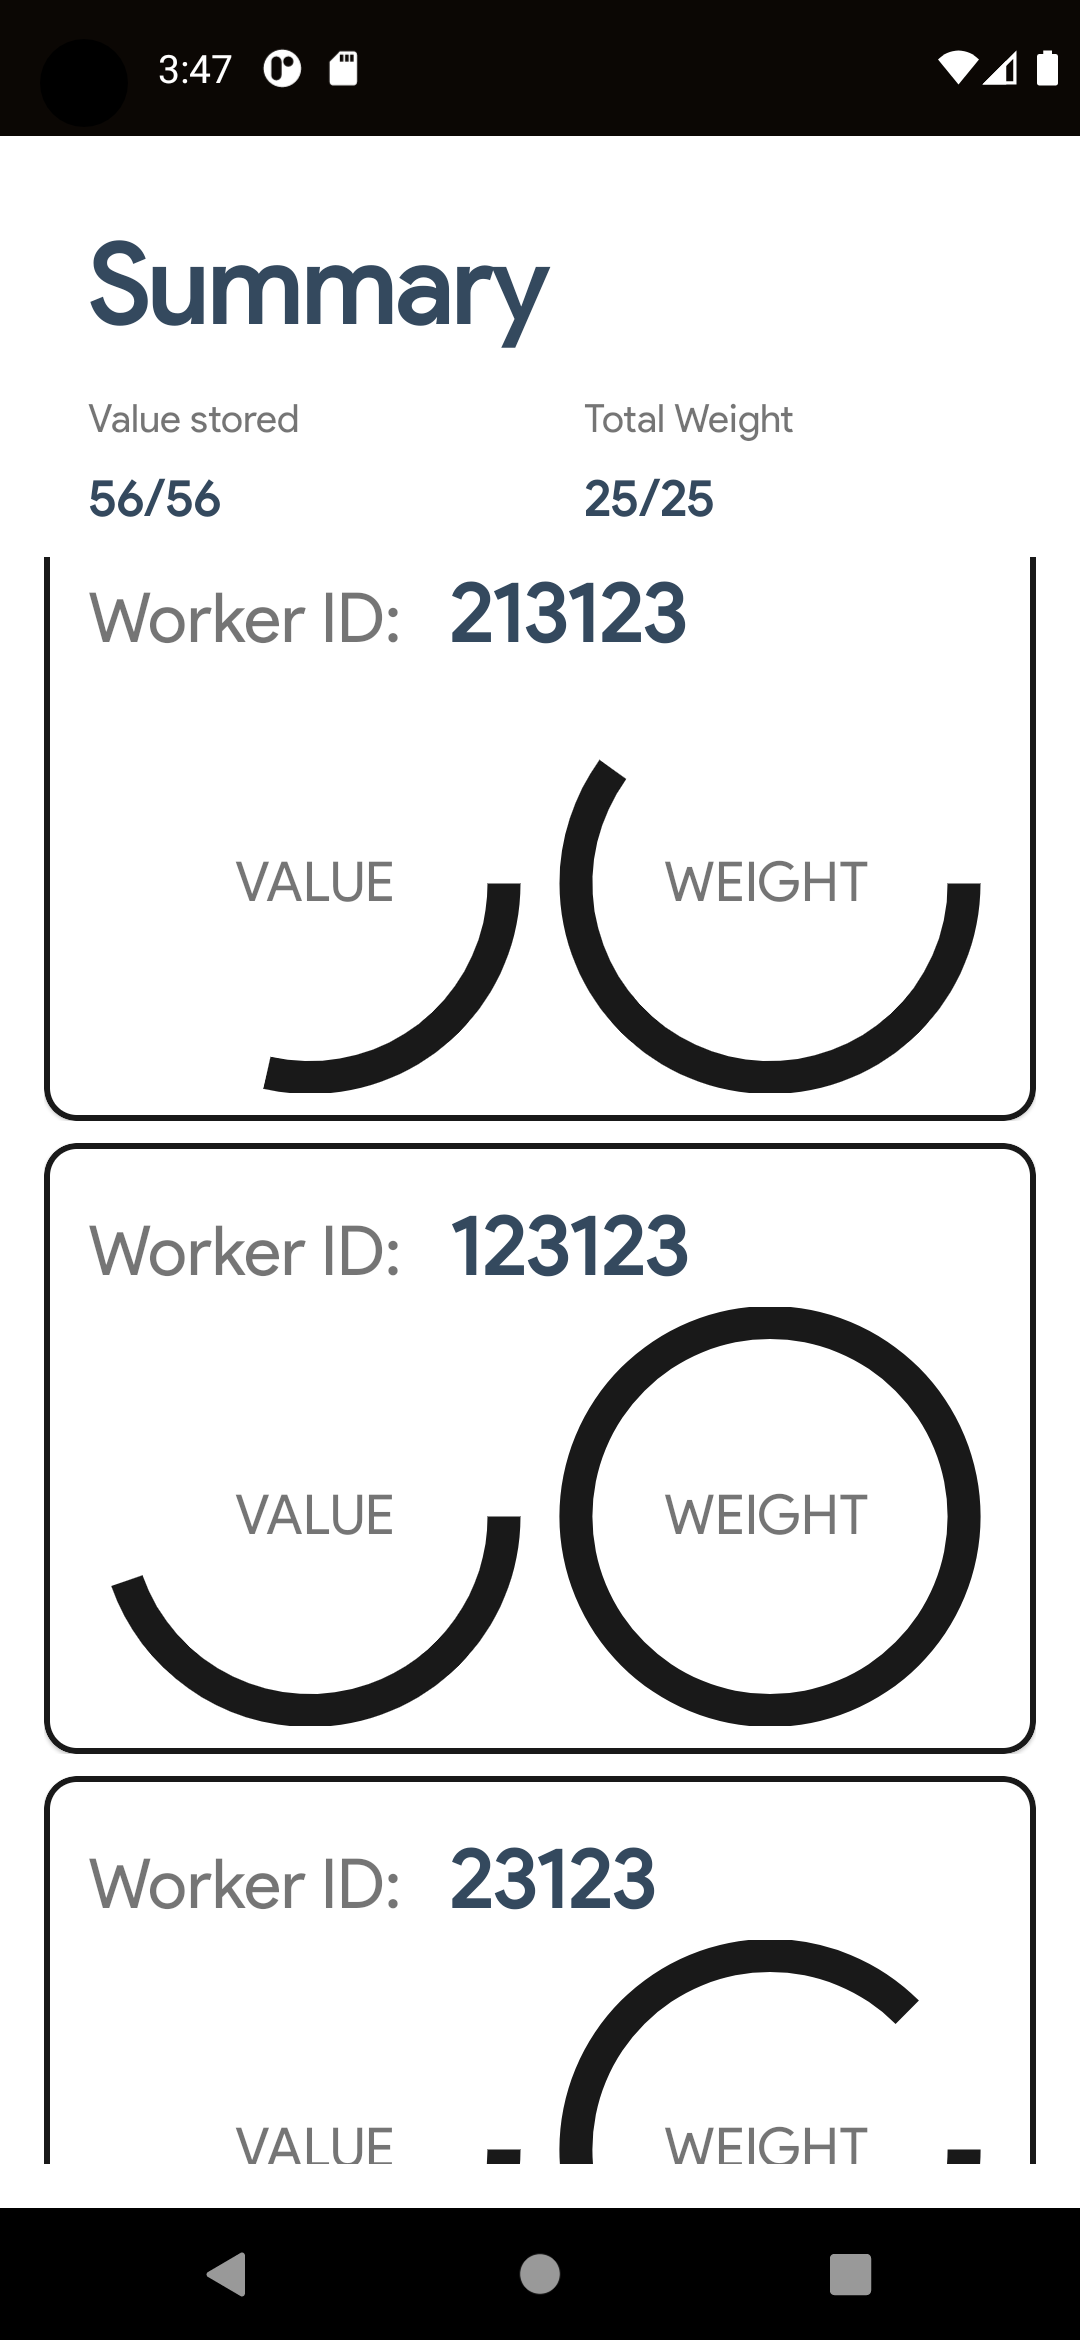 3:47
Summary
Value stored Total Weight
56/56 25/25
Worker ID: 213123
VALUE WEIGHT
Worker ID: 123123
VALUE WEIGHT
Worker ID: 23123
VALUE WEIGHT